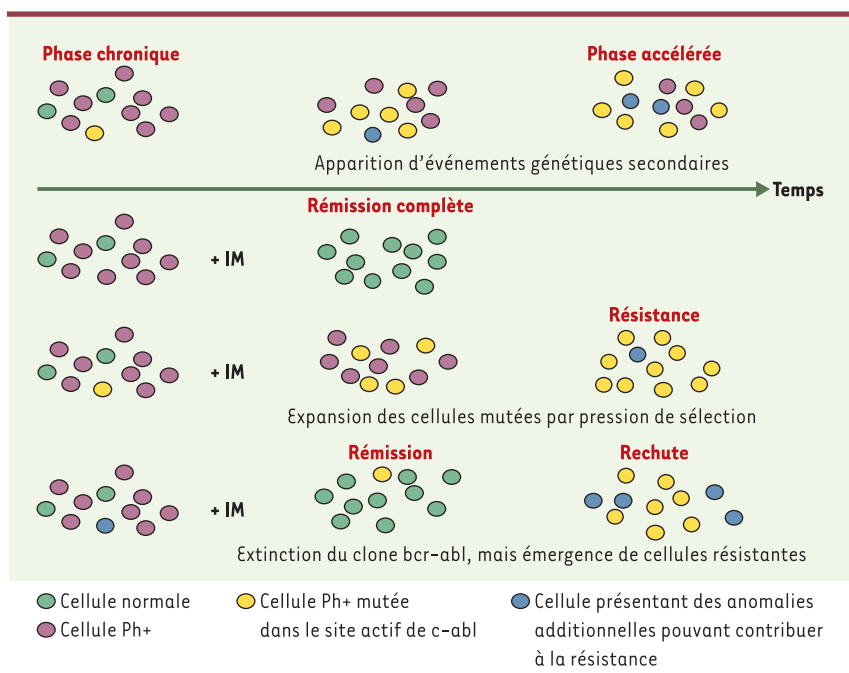 Phase chronique
Phase accélérée
Apparition d'événements génétiques secondaires
Temps
Rémission complète
+ IM
Résistance
+ IM
Expansion des cellules mutées par pression de sélection
Rémission
Rechute
+ IM
Extinction du clone bcr-abl, mais émergence de cellules résistantes
Cellule normale
Cellule Ph+
Cellule Ph+ mutée
dans le site actif de c-abl
Cellule présentant des anomalies
additionnelles pouvant contribuer
à la résistance